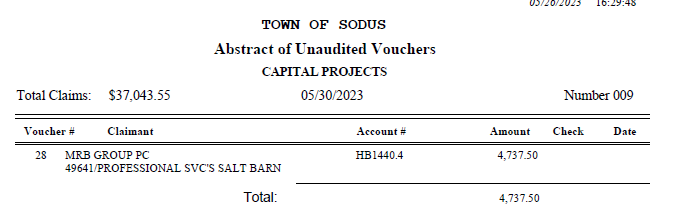 05/26/2023 16:29:48
TOWN OF SODUS
Abstract of Unaudited Vouchers
CAPITAL PROJECTS
Total Claims: $37,043.55 05/30/2023 Number 009
Voucher # Claimant Account # Amount Check Date
28 MRB GROUP PC HB1440.4 4,737.50
49641/PROFESSIONAL SVC'S SALT BARN
Total: 4,737.50